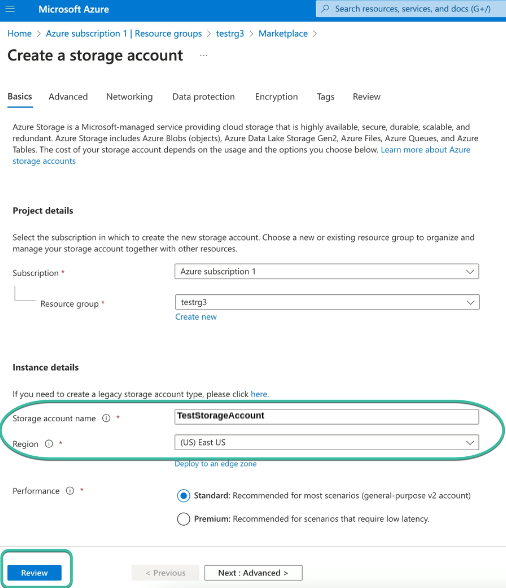 Microsoft Azure
Search resources, services, and docs (G+/)
Home > Azure subscription 1 | Resource groups > testrg3 > Marketplace >
Create a storage account ...
Basics Advanced Networking Data protection Encryption Tags Review
Azure Storage is a Microsoft-managed service providing cloud storage that is highly available, secure, durable, scalable, and
redundant. Azure Storage includes Azure Blobs (objects), Azure Data Lake Storage Gen2, Azure Files, Azure Queues, and Azure
Tables. The cost of your storage account depends on the usage and the options you choose below. Learn more about Azure
storage accounts
Project details
Select the subscription in which to create the new storage account. Choose a new or existing resource group to organize and
manage your storage account together with other resources.
Subscription * Azure subscription 1
Resource group * testrg3
Create new
Instance details
If you need to create a legacy storage account type, please click here.
Storage account name * TestStorageAccount
Region * (US) East US
Deploy to an edge zone
Performance * Standard: Recommended for most scenarios (general-purpose v2 account)
Premium: Recommended for scenarios that require low latency.
Review < Previous Next : Advanced >